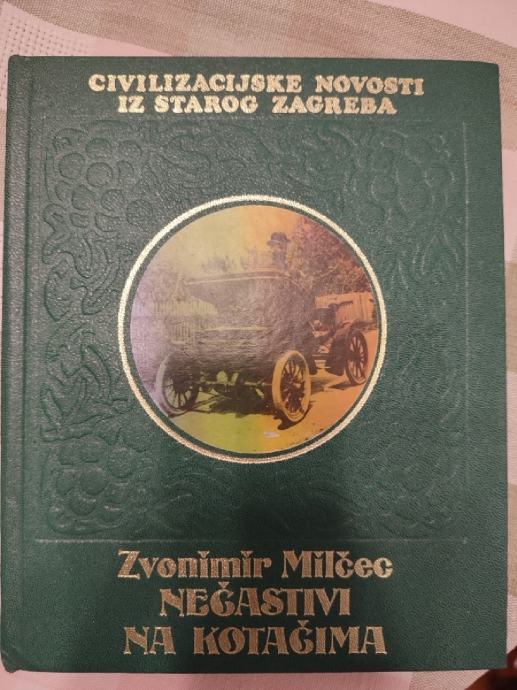 CIVILIZACIJSKE NOVOSTI
IZ STAROG ZAGREBA
Zvonimir Milčec
NEČASTIVI
NA KOTAČIMA